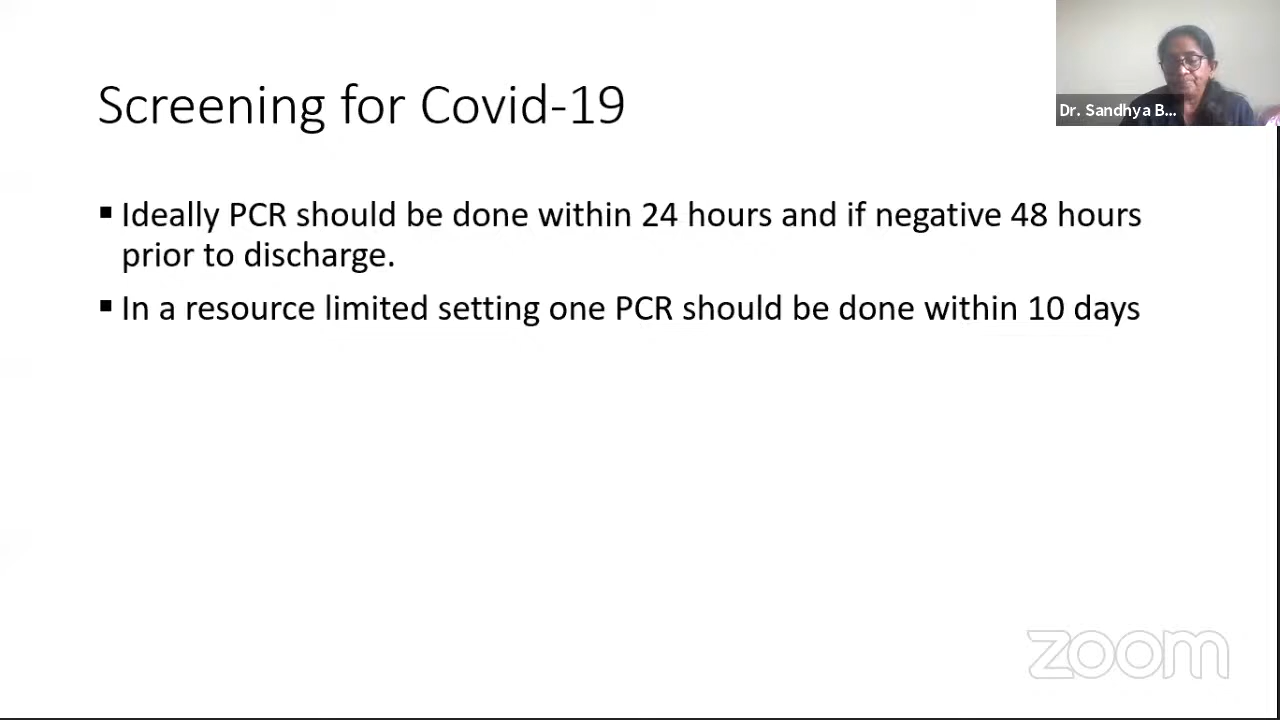 Dr. Sandhya B...
Screening for Covid-19
▪ Ideally PCR should be done within 24 hours and if negative 48 hours
prior to discharge.
▪ In a resource limited setting one PCR should be done within 10 days
zoom